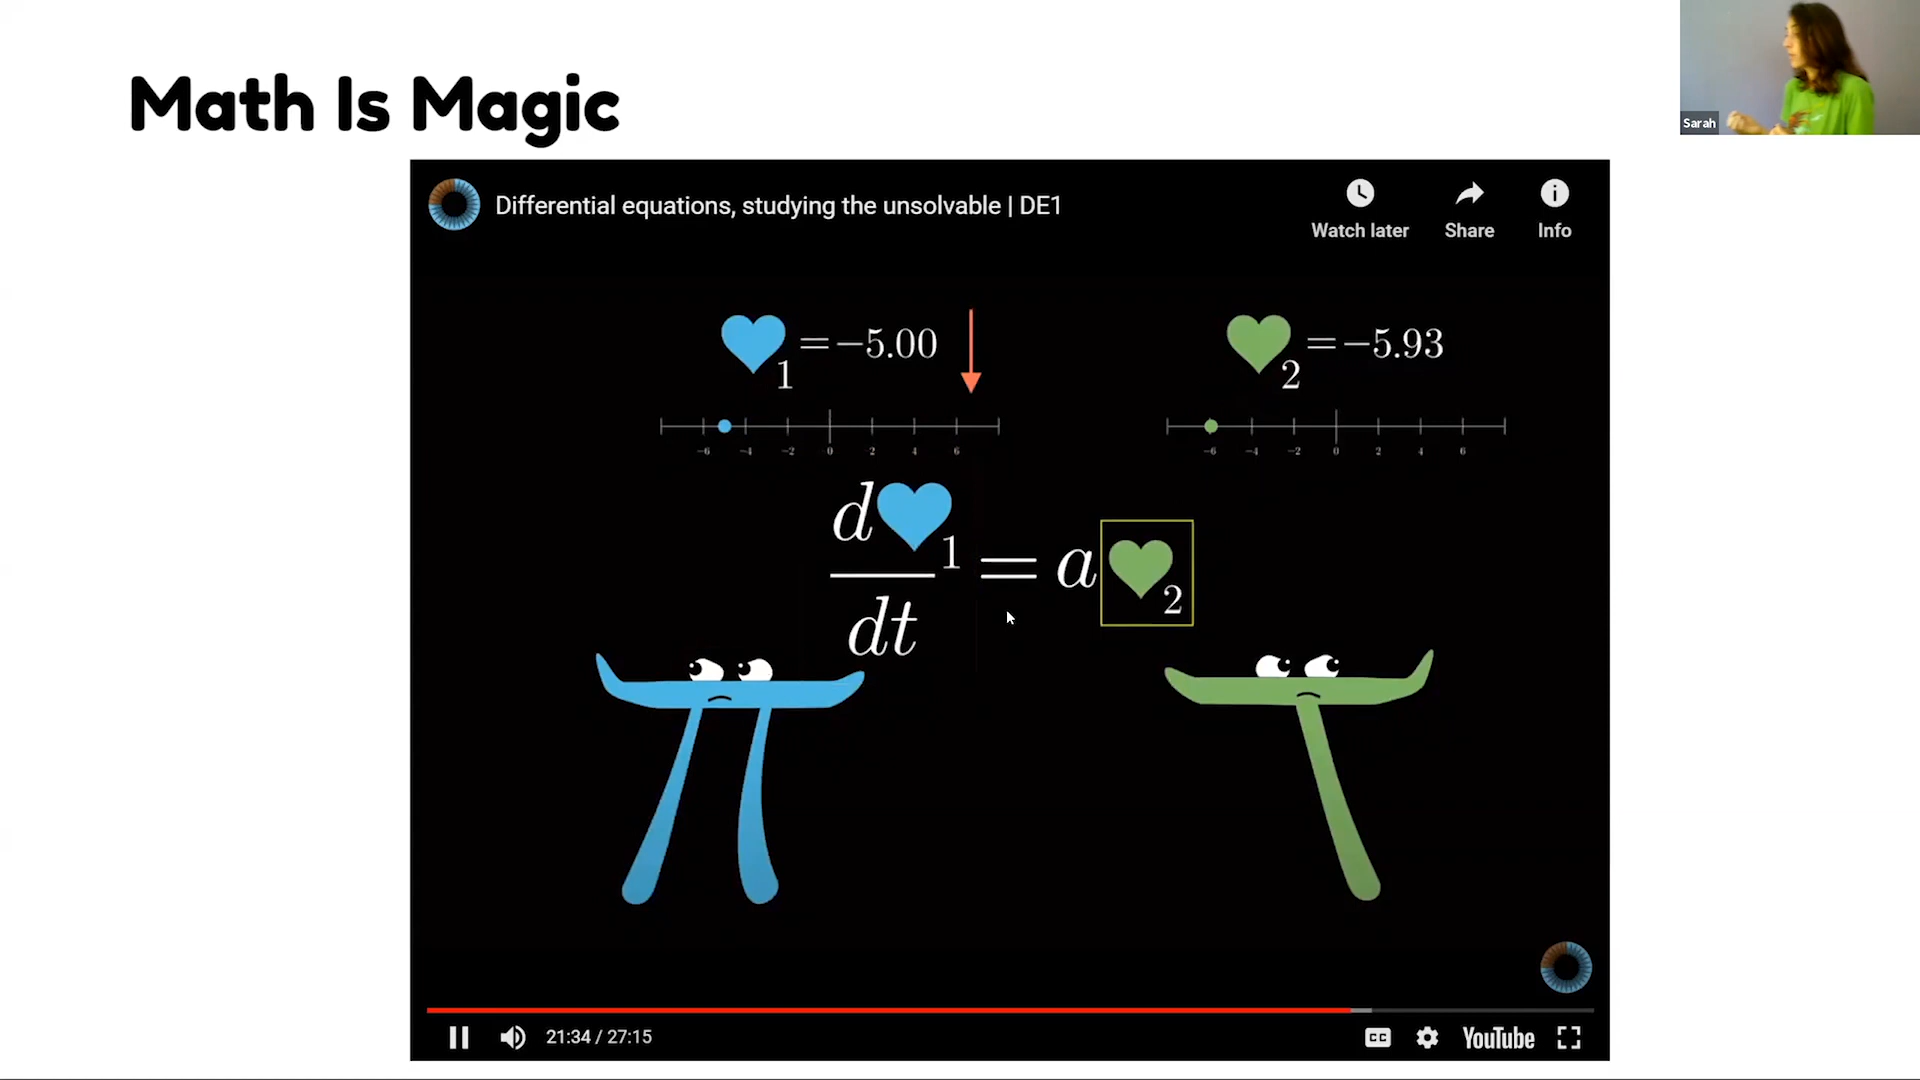 Math Is Magic
Sarah
Differential equations, studying the unsolvable | DE1
Watch later
Share
Info
♥1 = −5.00
♥2 = −5.93
−6 −4 −2 0 2 4 6
−6 −4 −2 0 2 4 6
d♥1
= a♥2
dt
21:34 / 27:15
CC
YouTube